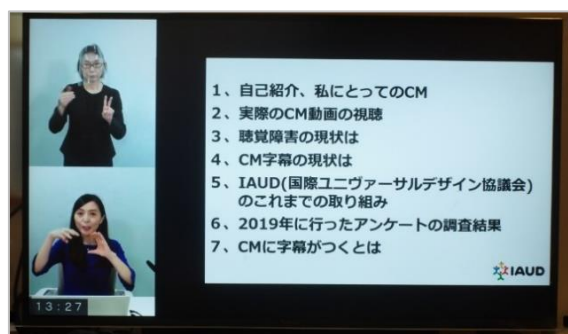 1、自己紹介、私にとってのCM
2、実際のCM動画の視聴
3、聴覚障害の現状は
4、CM字幕の現状は
5、IAUD(国際ユニヴァーサルデザイン協議会)
のこれまでの取り組み
6、2019年に行ったアンケートの調査結果
7、CMに字幕がつくとは
IAUD
13:27